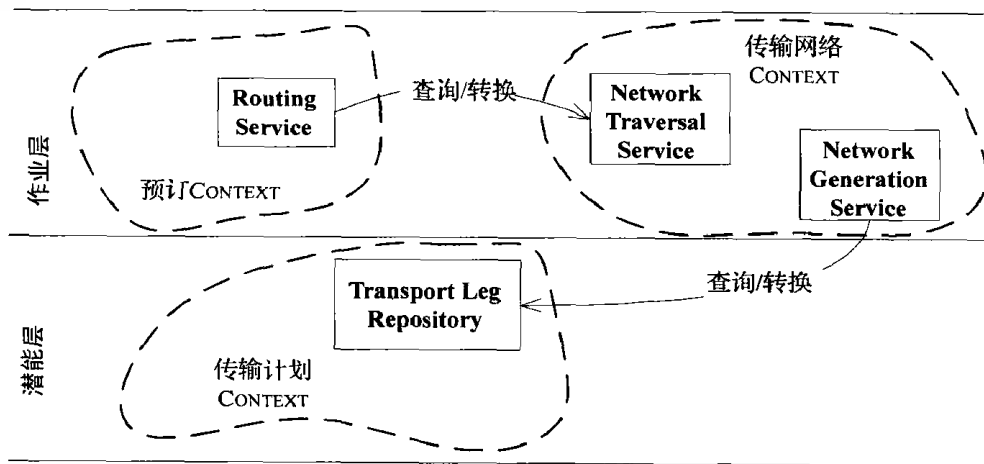 作业层
Routing
Service
预订CONTEXT
查询/转换
传输网络
CONTEXT
Network
Traversal
Service
Network
Generation
Service
潜能层
Transport Leg
Repository
传输计划
CONTEXT
查询/转换